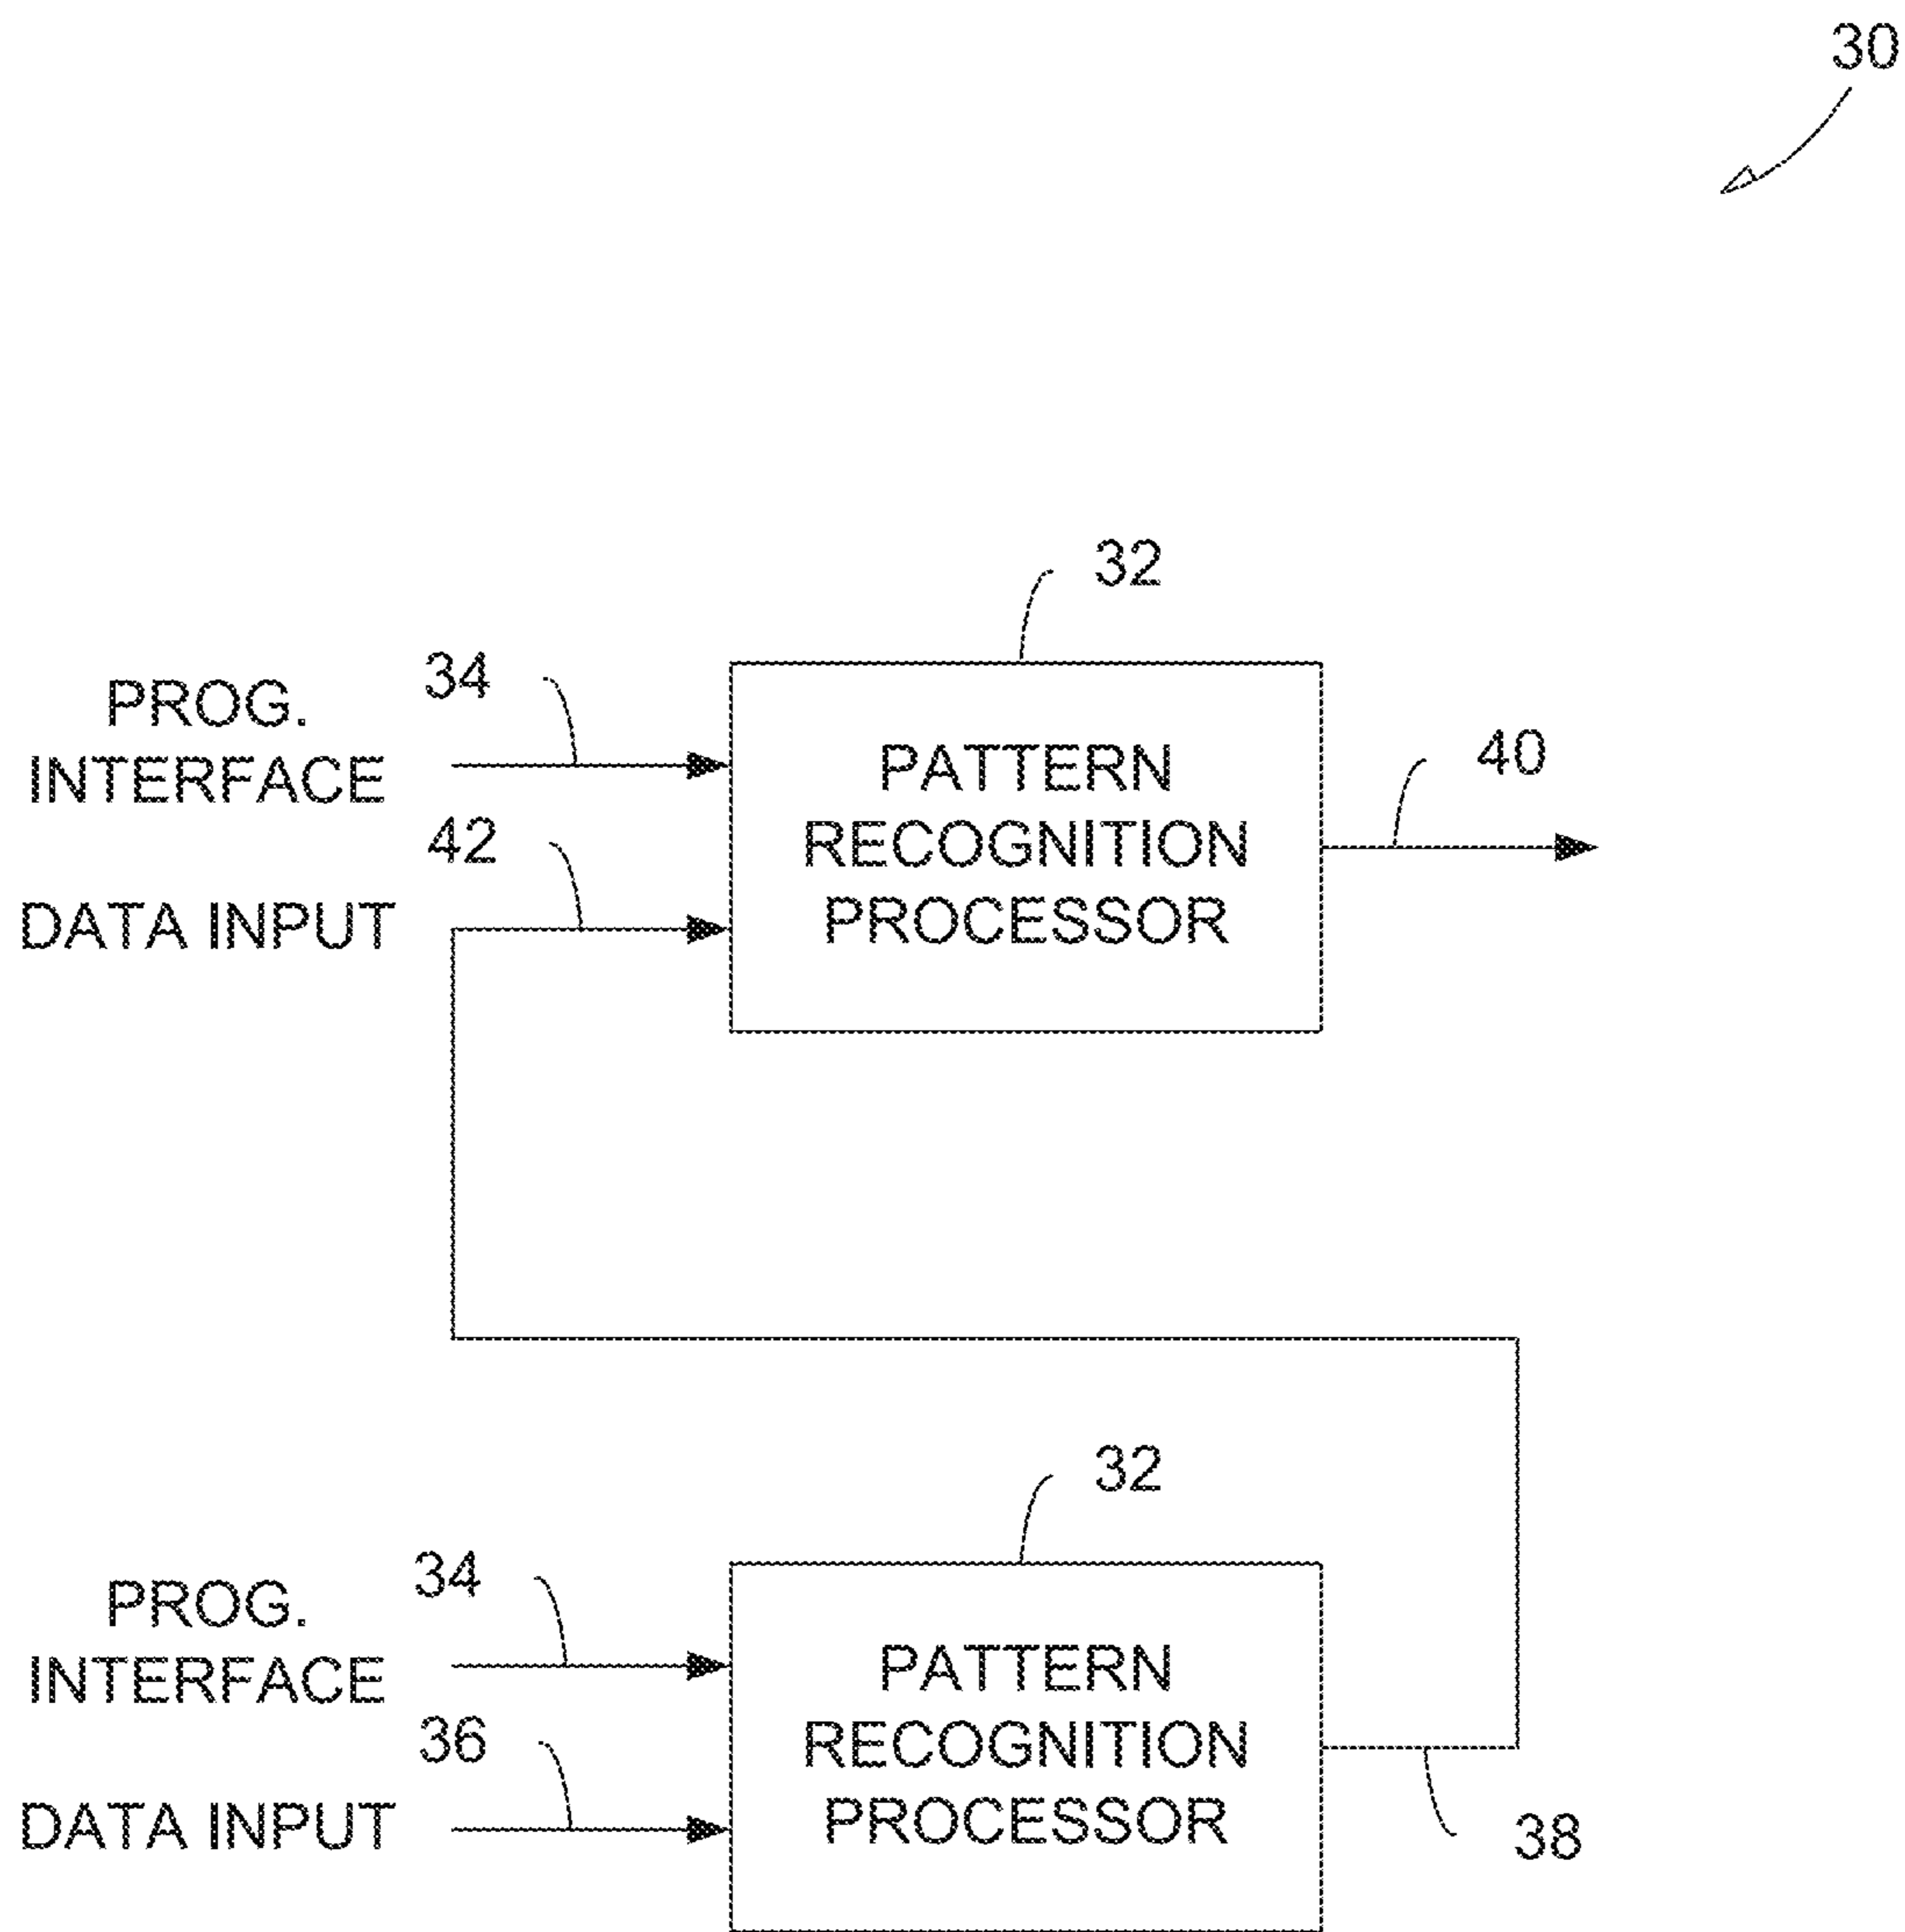 30
32
34
PROG.
INTERFACE
PATTERN
RECOGNITION
PROCESSOR
40
42
DATA INPUT
32
34
PROG.
INTERFACE
PATTERN
RECOGNITION
PROCESSOR
36
DATA INPUT
38